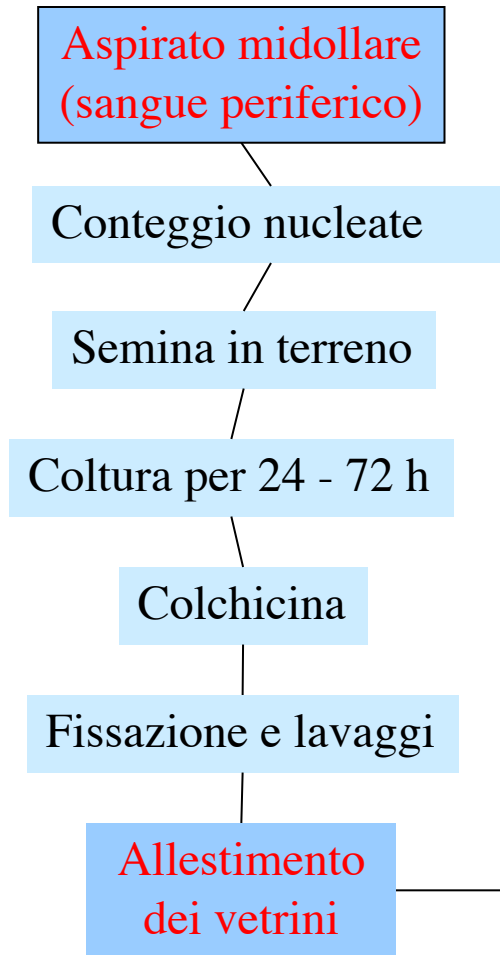 Aspirato midollare
(sangue periferico)
Conteggio nucleate
Semina in terreno
Coltura per 24 - 72 h
Colchicina
Fissazione e lavaggi
Allestimento
dei vetrini